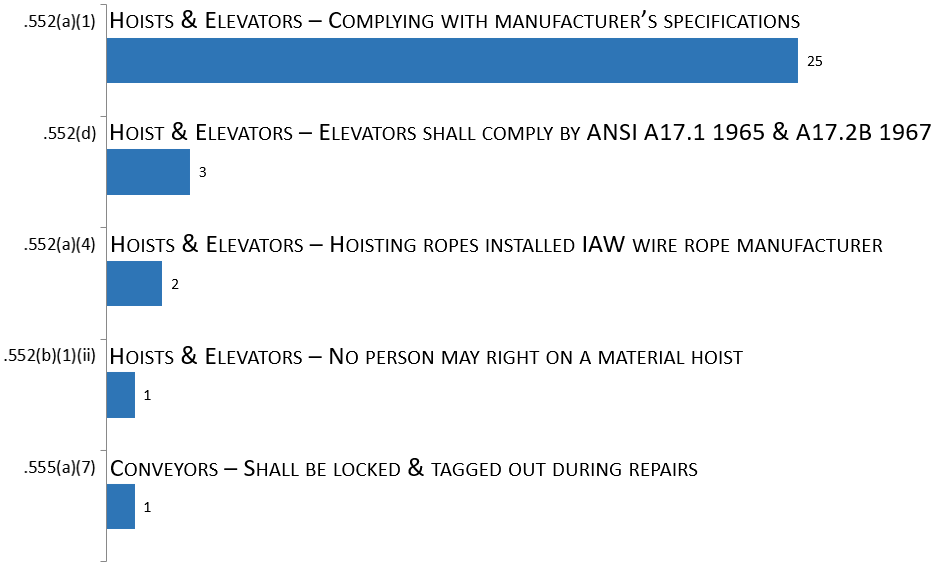 .552(a)(1) Hoists & Elevators – Complying with manufacturer’s specifications
25
.552(d) Hoist & Elevators – Elevators shall comply by ANSI A17.1 1965 & A17.2B 1967
3
.552(a)(4) Hoists & Elevators – Hoisting ropes installed IAW wire rope manufacturer
2
.552(b)(1)(ii) Hoists & Elevators – No person may right on a material hoist
1
.555(a)(7) Conveyors – Shall be locked & tagged out during repairs
1